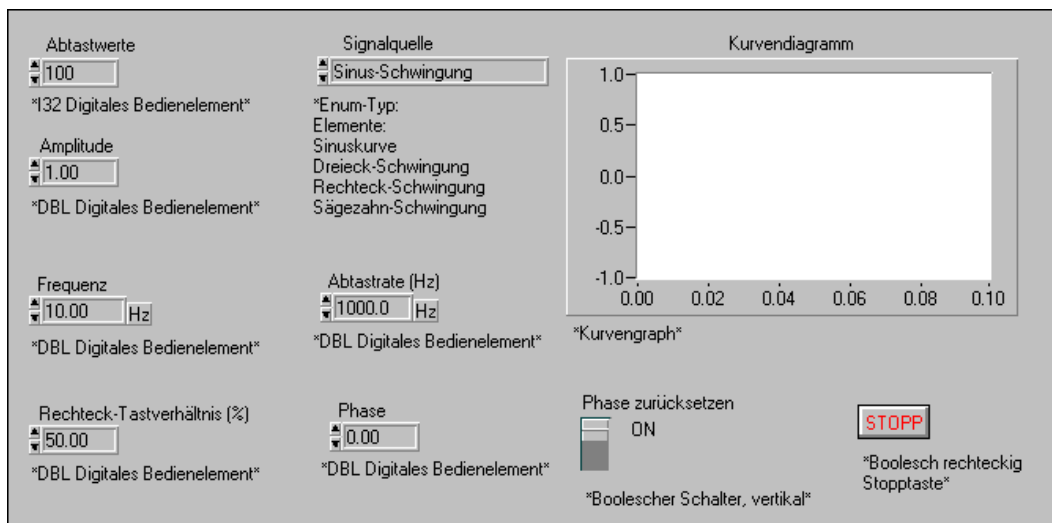 Abtastwerte
100
*I32 Digitales Bedienelement*
Amplitude
1.00
*DBL Digitales Bedienelement*
Frequenz
10.00 Hz
*DBL Digitales Bedienelement*
Rechteck-Tastverhältnis (%)
50.00
*DBL Digitales Bedienelement*
Signalquelle
Sinus-Schwingung
*Enum-Typ:
Elemente:
Sinuskurve
Dreieck-Schwingung
Rechteck-Schwingung
Sägezahn-Schwingung
Abtastrate (Hz)
1000.0 Hz
*DBL Digitales Bedienelement*
Phase
0.00
*DBL Digitales Bedienelement*
Kurvendiagramm
1.0
0.5
0.0
-0.5
-1.0
0.00 0.02 0.04 0.06 0.08 0.10
*Kurvengraph*
Phase zurücksetzen
ON
*Boolescher Schalter, vertikal*
STOPP
*Boolesch rechteckig
Stopptaste*